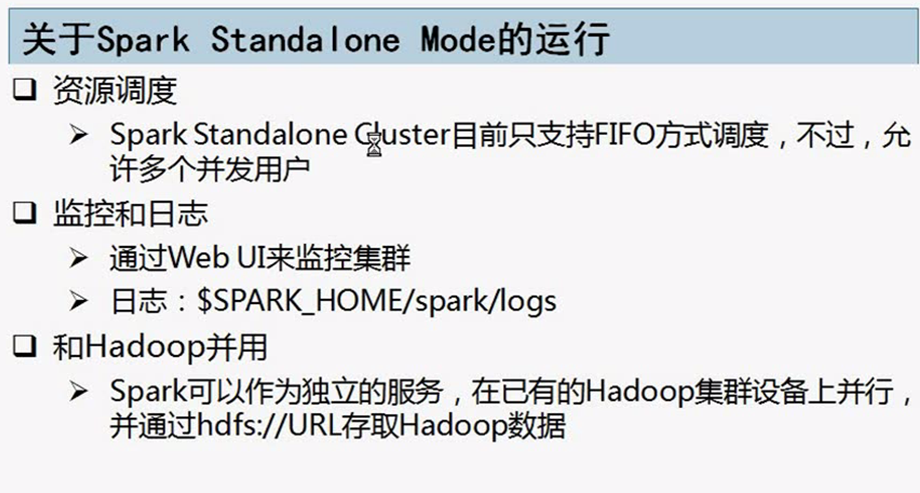 关于Spark Standalone Mode的运行
资源调度
Spark Standalone Cluster目前只支持FIFO方式调度，不过，允
许多个并发用户
监控和日志
通过Web UI来监控集群
日志：$SPARK_HOME/spark/logs
和Hadoop并用
Spark可以作为独立的服务，在已有的Hadoop集群设备上并行，
并通过hdfs://URL存取Hadoop数据